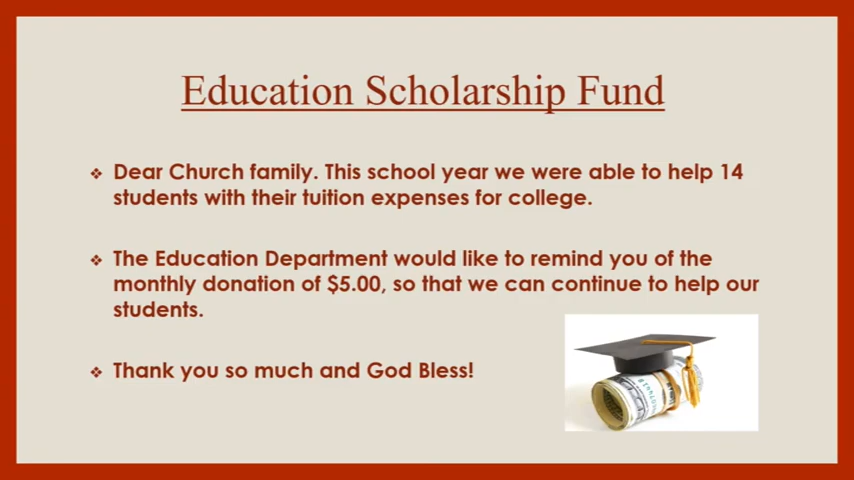 Education Scholarship Fund
Dear Church family. This school year we were able to help 14
students with their tuition expenses for college.
The Education Department would like to remind you of the
monthly donation of $5.00, so that we can continue to help our
students.
Thank you so much and God Bless!